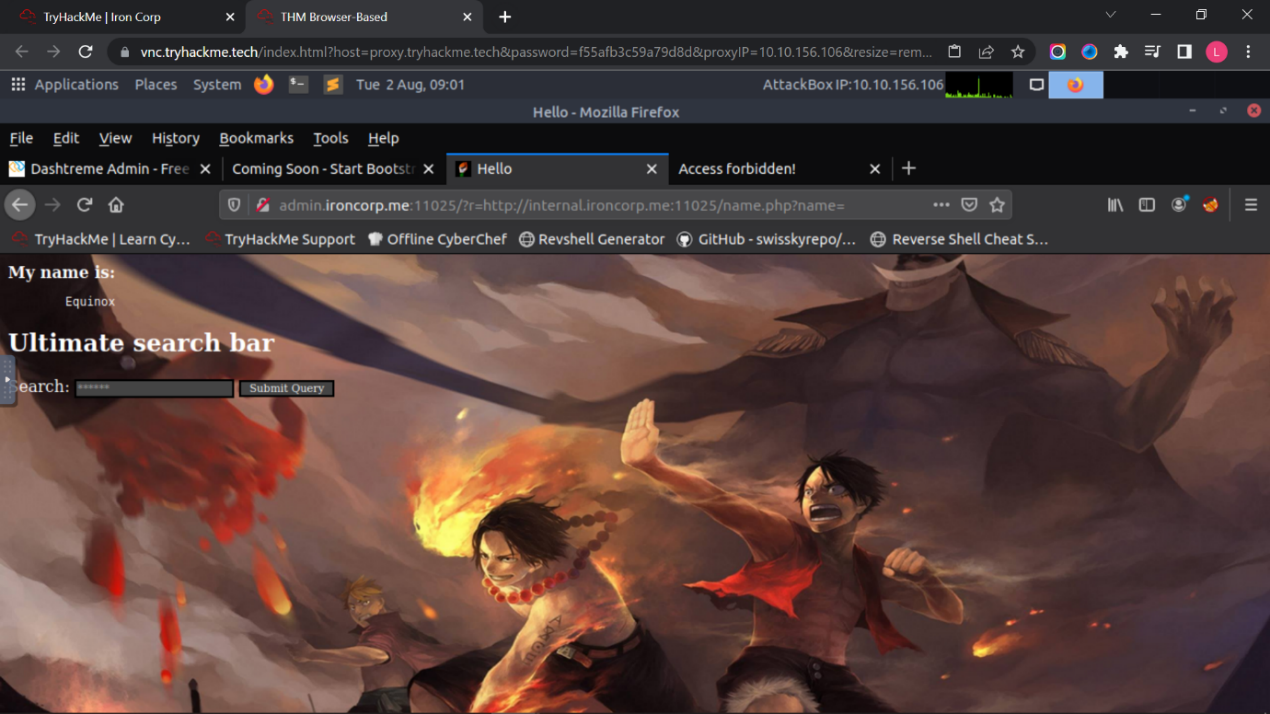 TryHackMe | Iron Corp
THM Browser-Based
vnc.tryhackme.tech/index.html?host=proxy.tryhackme.tech&password=f55afb3c59a79d8d&proxyIP=10.10.156.106&resize=rem...
L
Applications Places System Tue 2 Aug, 09:01 AttackBox IP:10.10.156.106
Hello - Mozilla Firefox
File Edit View History Bookmarks Tools Help
Dashtreme Admin - Free Coming Soon - Start Bootstr Hello Access forbidden!
admin.ironcorp.me:11025/?r=http://internal.ironcorp.me:11025/name.php?name=
TryHackMe | Learn Cy... TryHackMe Support Offline CyberChef Revshell Generator GitHub - swisskyrepo/... Reverse Shell Cheat S...
My name is:
Equinox
Ultimate search bar
Search: ****** Submit Query